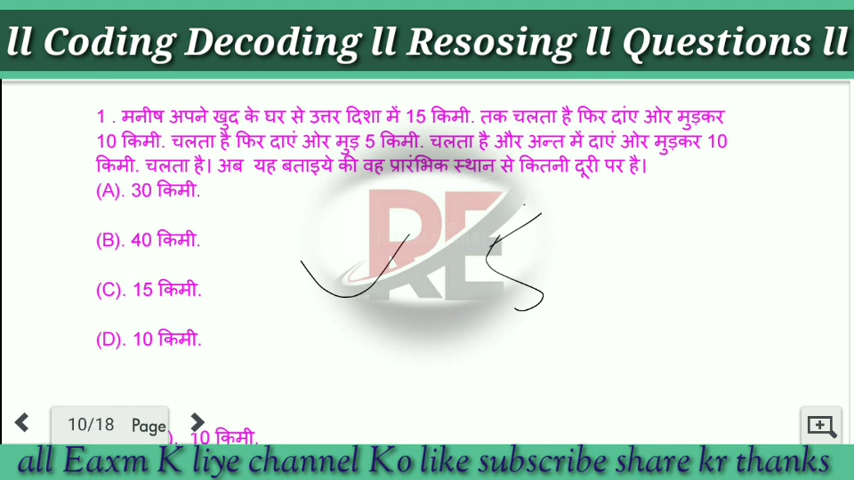 ll Coding Decoding ll Resosing ll Questions ll
1 . मनीष अपने खुद के घर से उत्तर दिशा में 15 किमी. तक चलता है फिर दांए ओर मुड़कर
10 किमी. चलता है फिर दाएं ओर मुड़ 5 किमी. चलता है और अन्त में दाएं ओर मुड़कर 10
किमी. चलता है। अब यह बताइये की वह प्रारंभिक स्थान से कितनी दूरी पर है।
(A). 30 किमी.
(B). 40 किमी.
(C). 15 किमी.
(D). 10 किमी.
10/18 Page
). 10 किमी.
all Eaxm K liye channel Ko like subscribe share kr thanks